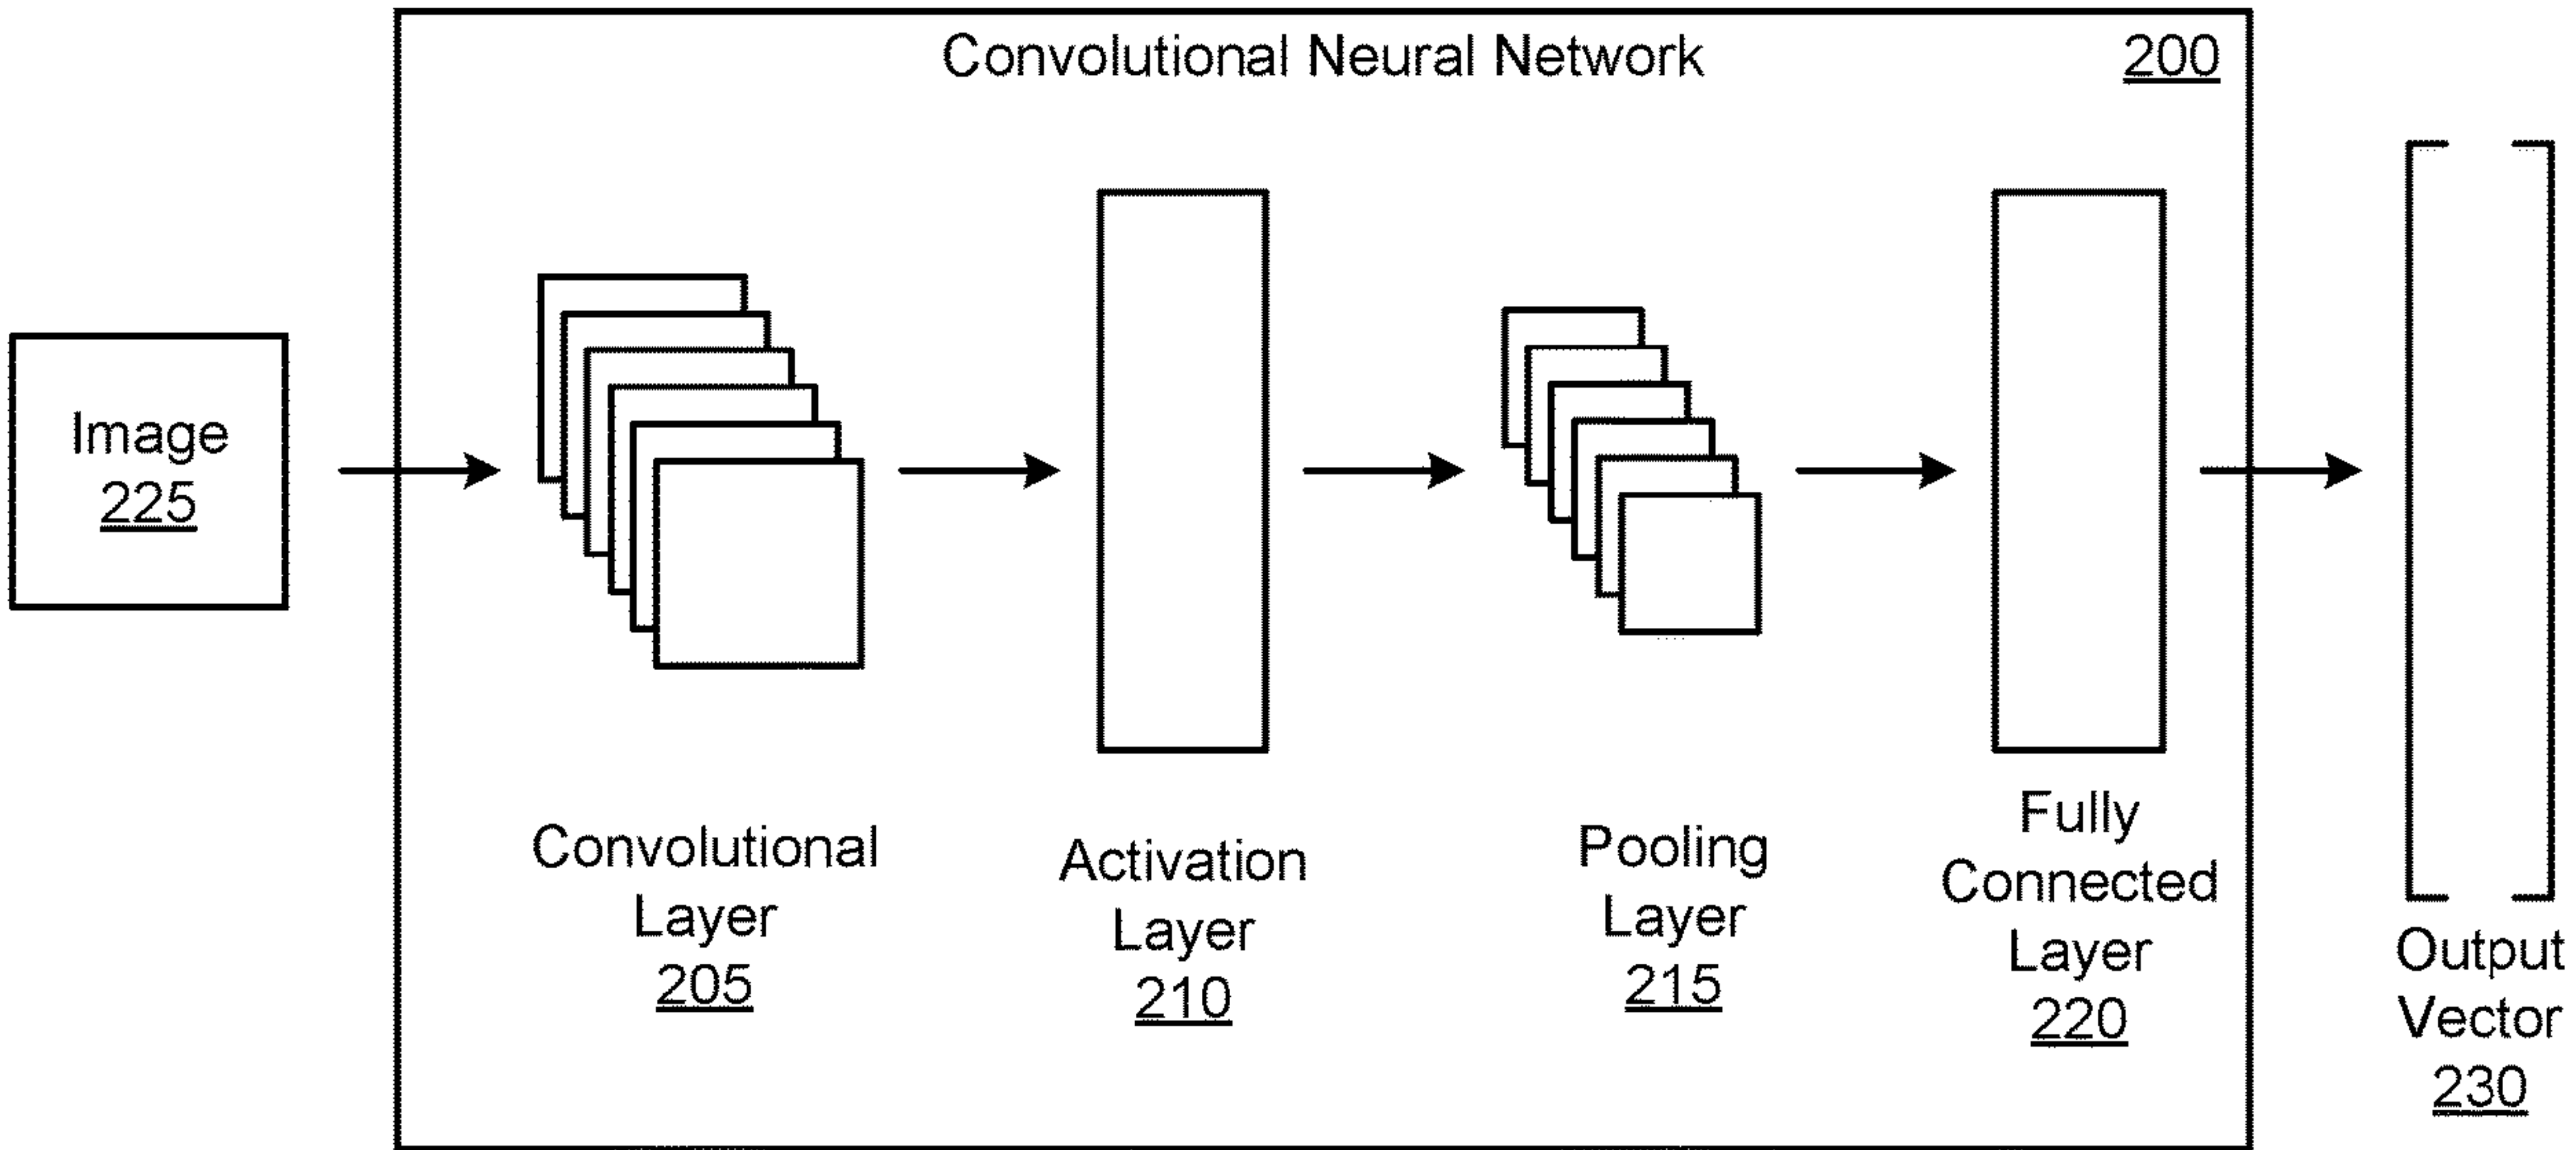 Convolutional Neural Network
200
Image
225
Convolutional
Layer
205
Activation
Layer
210
Pooling
Layer
215
Fully
Connected
Layer
220
Output
Vector
230